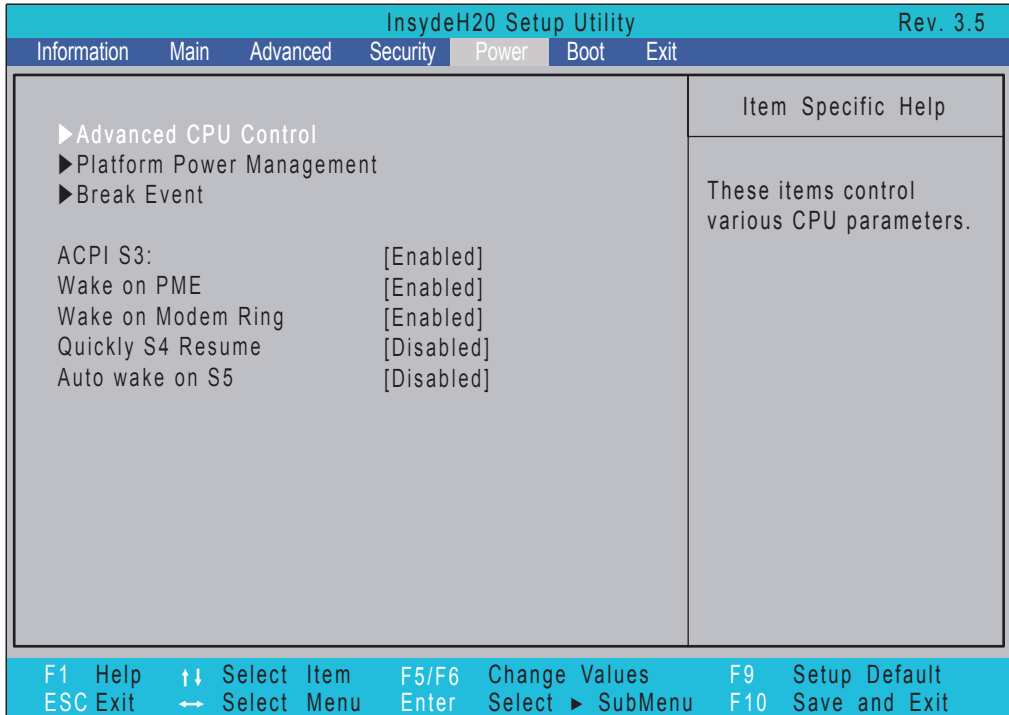 InsydeH20 Setup Utility Rev. 3.5
Information Main Advanced Security Power Boot Exit
▶Advanced CPU Control
▶Platform Power Management
▶Break Event
ACPI S3: [Enabled]
Wake on PME [Enabled]
Wake on Modem Ring [Enabled]
Quickly S4 Resume [Disabled]
Auto wake on S5 [Disabled]
Item Specific Help
These items control
various CPU parameters.
F1 Help ↑↓ Select Item F5/F6 Change Values F9 Setup Default
ESC Exit ↔ Select Menu Enter Select ► SubMenu F10 Save and Exit